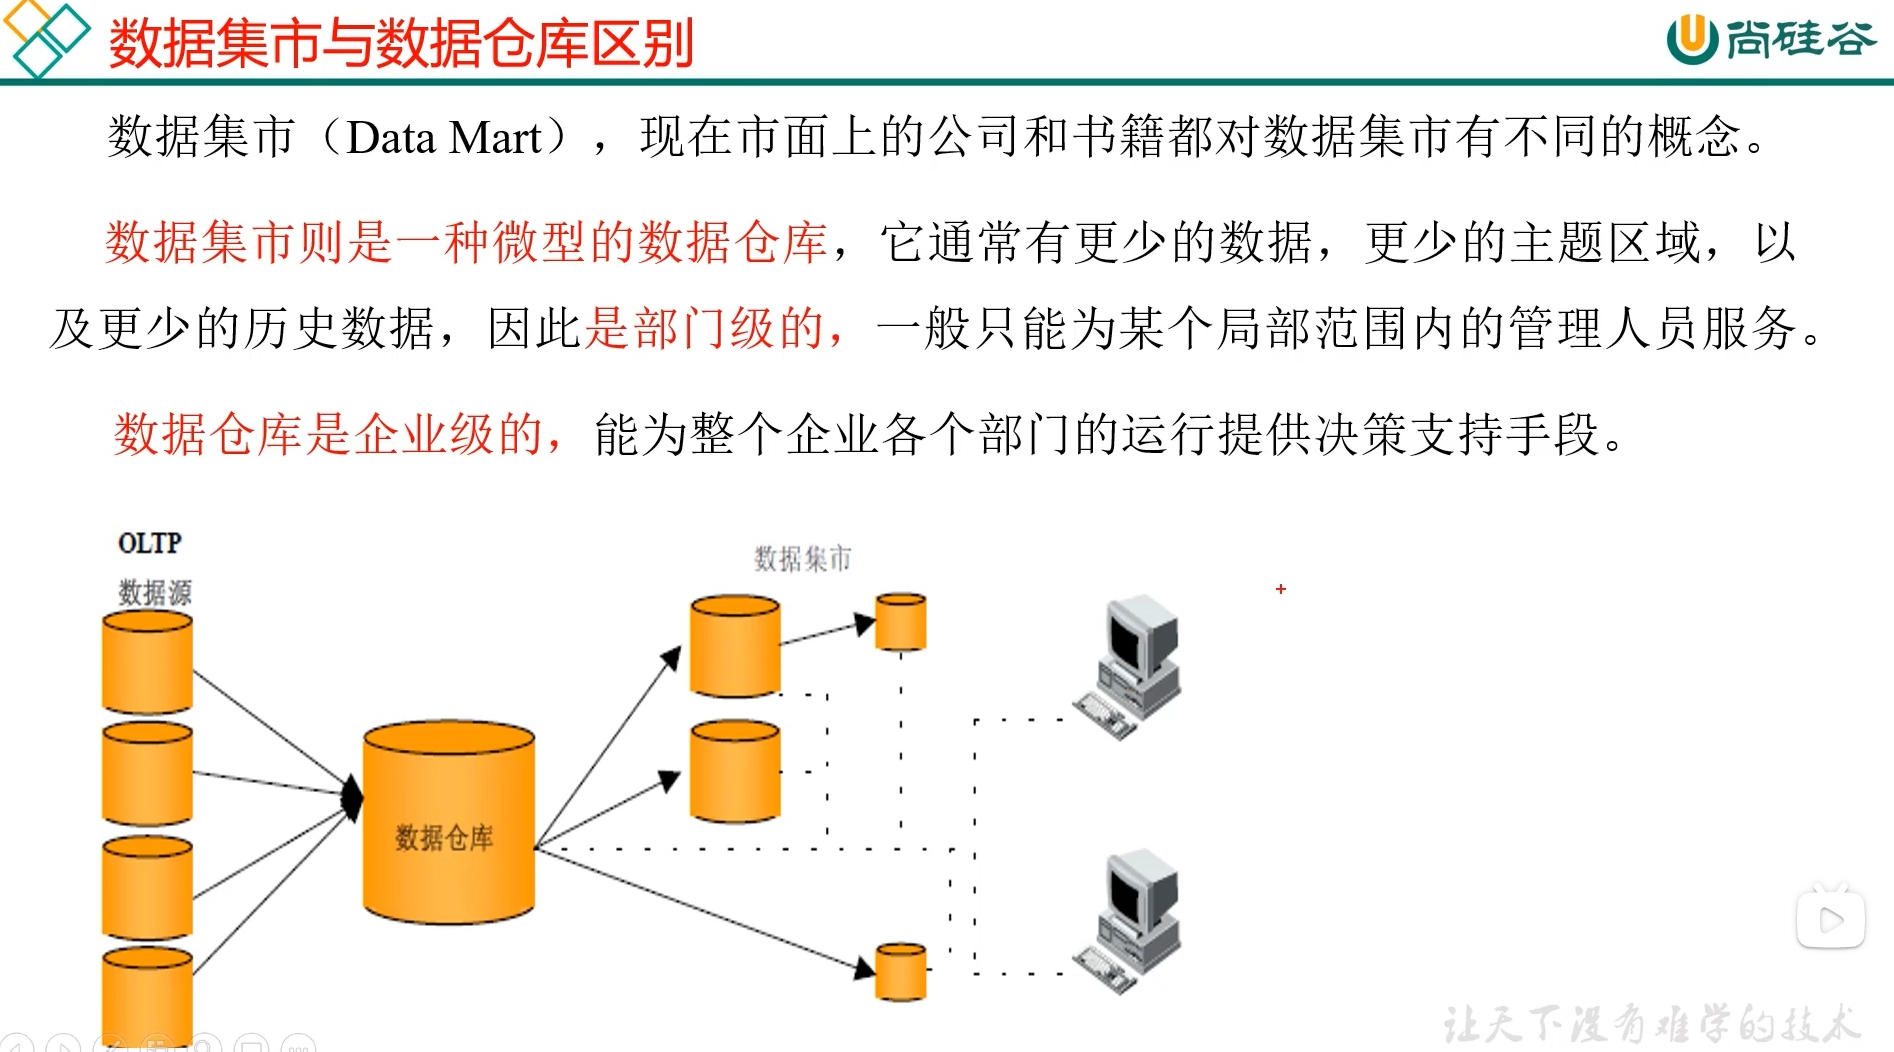 数据集市与数据仓库区别
尚硅谷
数据集市（Data Mart），现在市面上的公司和书籍都对数据集市有不同的概念。
数据集市则是一种微型的数据仓库，它通常有更少的数据，更少的主题区域，以
及更少的历史数据，因此是部门级的，一般只能为某个局部范围内的管理人员服务。
数据仓库是企业级的，能为整个企业各个部门的运行提供决策支持手段。
OLTP
数据源
数据集市
数据仓库
让天下没有难学的技术